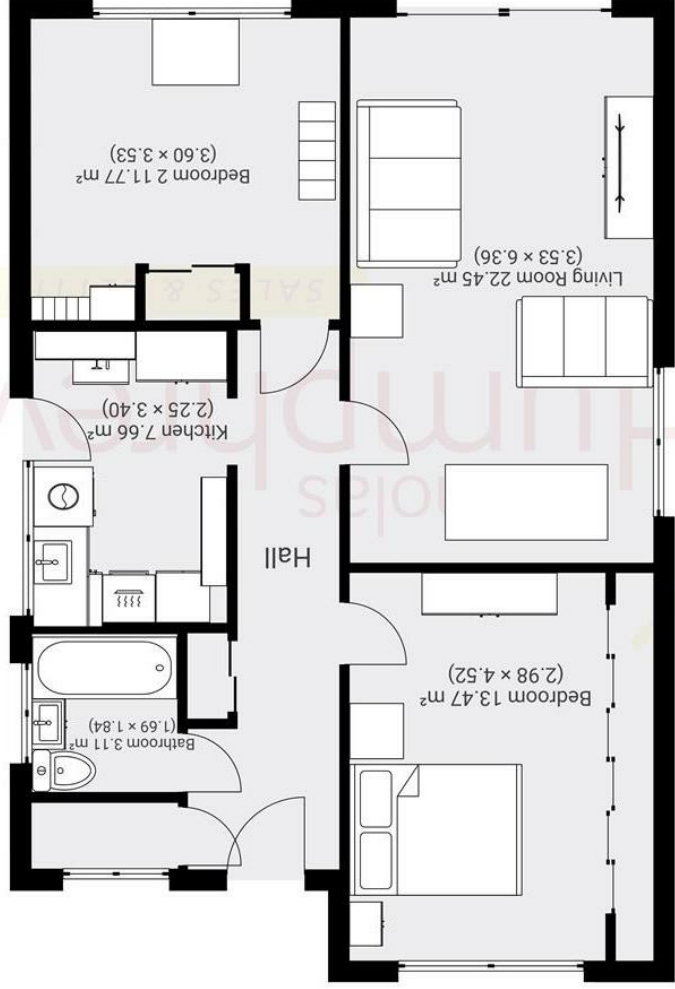 Bedroom 13.47 m²
(2.98 × 4.52)
Bathroom 3.11 m²
(1.69 × 1.84)
Hall
holas
Kitchen 7.66 m²
(2.25 × 3.40)
Living Room 22.45 m²
(3.53 × 6.36)
SALES &
Bedroom 2 11.77 m²
(3.60 × 3.53)